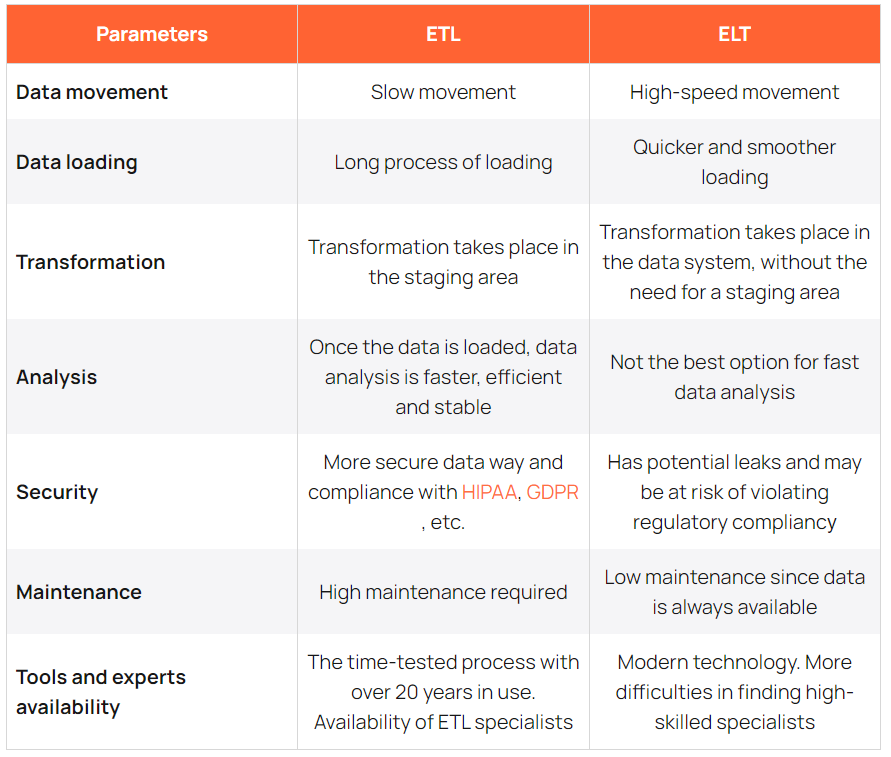 Parameters ETL ELT
Data movement Slow movement High-speed movement
Data loading Long process of loading Quicker and smoother
loading
Transformation Transformation takes place in
the staging area Transformation takes place in
the data system, without the
need for a staging area
Analysis Once the data is loaded, data
analysis is faster, efficient
and stable Not the best option for fast
data analysis
Security More secure data way and
compliance with HIPAA, GDPR
, etc. Has potential leaks and may
be at risk of violating
regulatory compliancy
Maintenance High maintenance required Low maintenance since data
is always available
Tools and experts
availability The time-tested process with
over 20 years in use.
Availability of ETL specialists Modern technology. More
difficulties in finding high-
skilled specialists